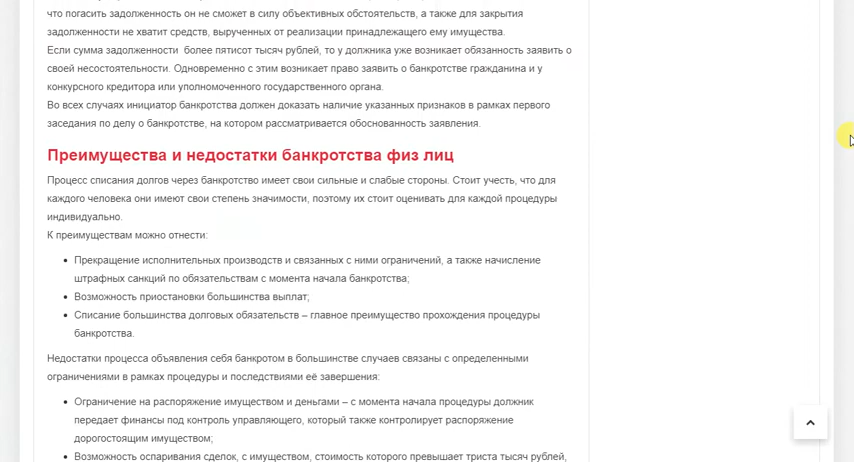 что погасить задолженность он не сможет в силу объективных обстоятельств, а также для закрытия
задолженности не хватит средств, вырученных от реализации принадлежащего ему имущества.
Если сумма задолженности  более пятисот тысяч рублей, то у должника уже возникает обязанность заявить о
своей несостоятельности. Одновременно с этим возникает право заявить о банкротстве гражданина и у
конкурсного кредитора или уполномоченного государственного органа.
Во всех случаях инициатор банкротства должен доказать наличие указанных признаков в рамках первого
заседания по делу о банкротстве, на котором рассматривается обоснованность заявления.
Преимущества и недостатки банкротства физ лиц
Процесс списания долгов через банкротство имеет свои сильные и слабые стороны. Стоит учесть, что для
каждого человека они имеют свои степень значимости, поэтому их стоит оценивать для каждой процедуры
индивидуально.
К преимуществам можно отнести:
Прекращение исполнительных производств и связанных с ними ограничений, а также начисление
штрафных санкций по обязательствам с момента начала банкротства;
Возможность приостановки большинства выплат;
Списание большинства долговых обязательств – главное преимущество прохождения процедуры
банкротства.
Недостатки процесса объявления себя банкротом в большинстве случаев связаны с определенными
ограничениями в рамках процедуры и последствиями её завершения:
Ограничение на распоряжение имуществом и деньгами – с момента начала процедуры должник
передает финансы под контроль управляющего, который также контролирует распоряжение
дорогостоящим имуществом;
Возможность оспаривания сделок, с имуществом, стоимость которого превышает триста тысяч рублей,